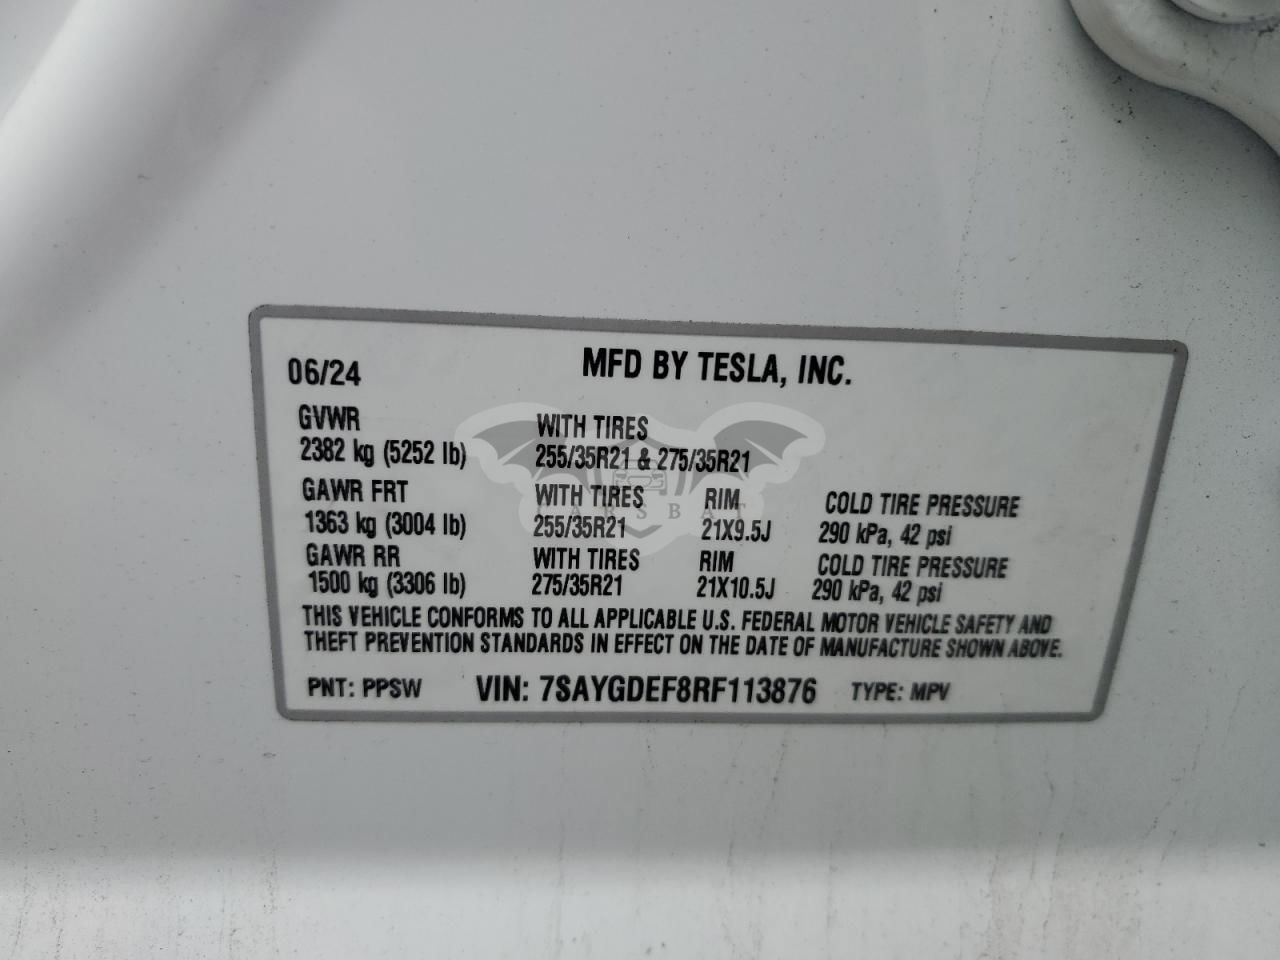 06/24 MFD BY TESLA, INC.
GVWR WITH TIRES
2382 kg (5252 lb) 255/35R21 & 275/35R21
GAWR FRT WITH TIRES RIM COLD TIRE PRESSURE
1363 kg (3004 lb) 255/35R21 21X9.5J 290 kPa, 42 psi
GAWR RR WITH TIRES RIM COLD TIRE PRESSURE
1500 kg (3306 lb) 275/35R21 21X10.5J 290 kPa, 42 psi
THIS VEHICLE CONFORMS TO ALL APPLICABLE U.S. FEDERAL MOTOR VEHICLE SAFETY AND
THEFT PREVENTION STANDARDS IN EFFECT ON THE DATE OF MANUFACTURE SHOWN ABOVE.
PNT: PPSW VIN: 7SAYGDEF8RF113876 TYPE: MPV
CARSBAT